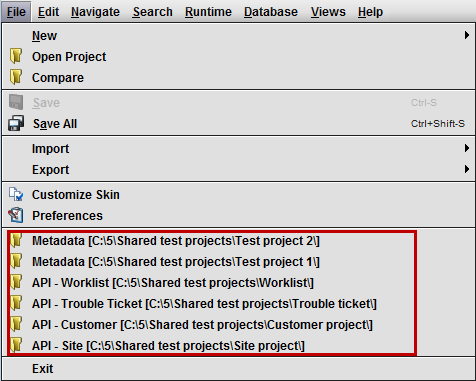 File Edit Navigate Search Runtime Database Views Help
New
Open Project
Compare
Save Ctrl-S
Save All Ctrl+Shift-S
Import
Export
Customize Skin
Preferences
Metadata [C:\5\Shared test projects\Test project 2\]
Metadata [C:\5\Shared test projects\Test project 1\]
API - Worklist [C:\5\Shared test projects\Worklist\]
API - Trouble Ticket [C:\5\Shared test projects\Trouble ticket\]
API - Customer [C:\5\Shared test projects\Customer project\]
API - Site [C:\5\Shared test projects\Site project\]
Exit